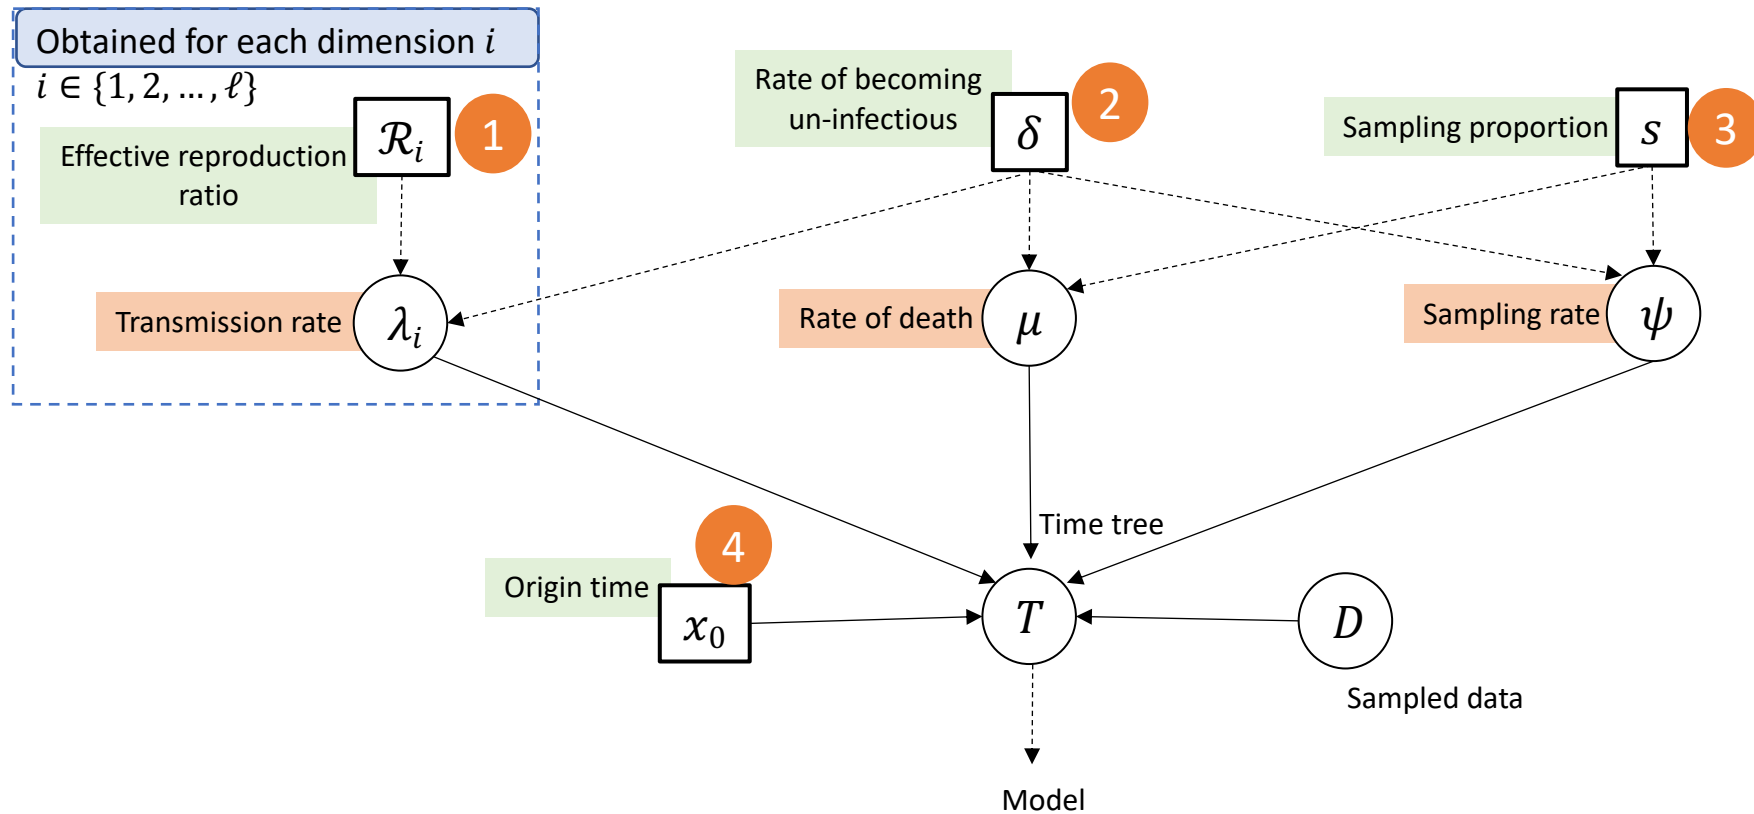 Obtained for each dimension i
i ∈ {1, 2, … , ℓ}
Effective reproduction
ratio
ℛi
1
Rate of becoming
un-infectious
δ
2
Sampling proportion
s
3
Transmission rate
λi
Rate of death
μ
Sampling rate
ψ
Time tree
4
Origin time
x0
T
D
Sampled data
Model